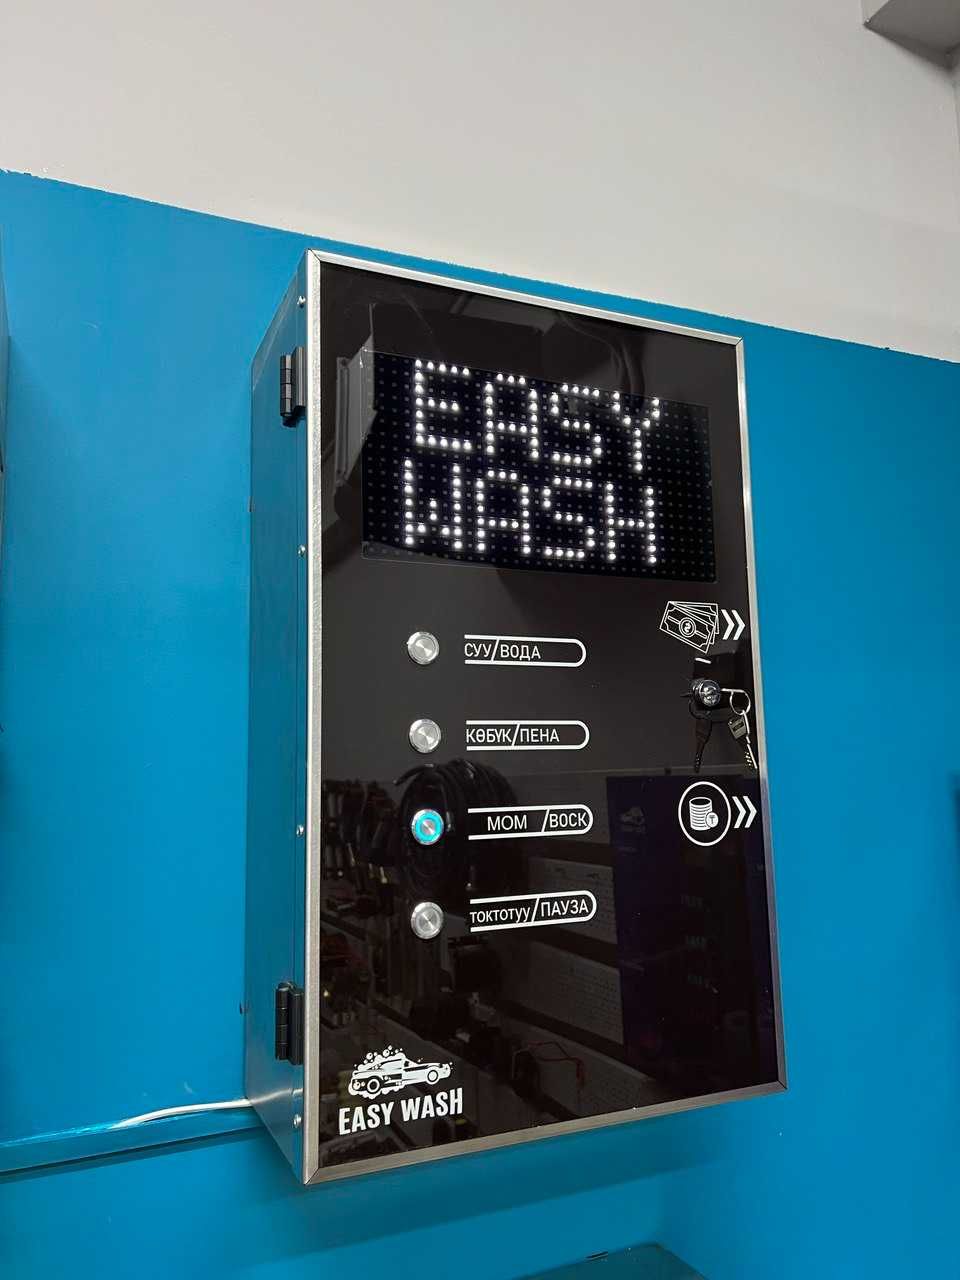 EASY
WASH
СУУ/ВОДА
КӨБҮК/ПЕНА
МОМ /ВОСК
ТОКТОТУУ/ПАУЗА
EASY WASH